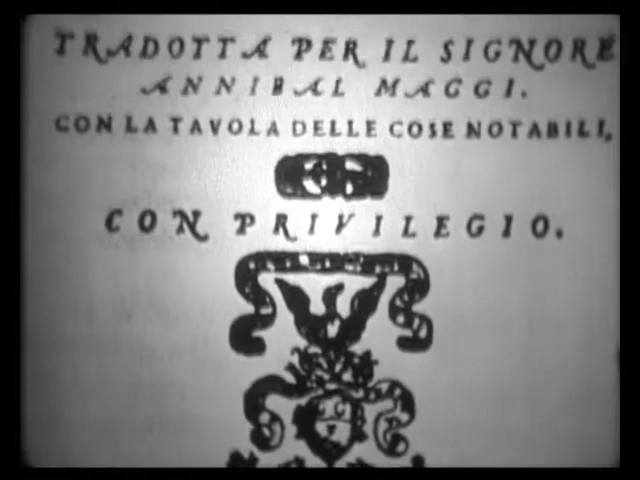 TRADOTTA PER IL SIGNORE
ANNIBAL MAGGI.
CON LA TAVOLA DELLE COSE NOTABILI,
CON PRIVILEGIO.